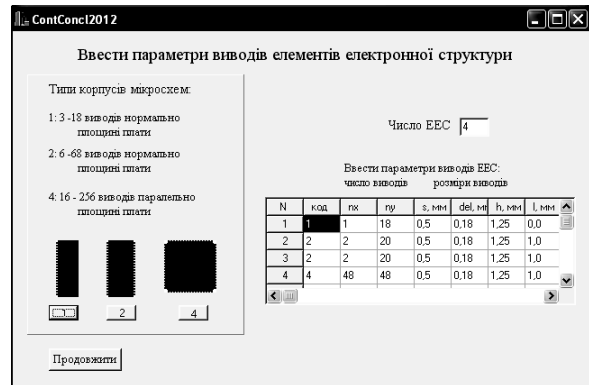 ContConcl2012
Ввести параметри виводів елементів електронної структури
Типи корпусів мікросхем:
1: 3 -18 виводів нормально
площині плати
2: 6 -68 виводів нормально
площині плати
4: 16 - 256 виводів паралельно
площині плати
2
4
Продовжити
Число ЕЕС 4
Ввести параметри виводів ЕЕС:
число виводів розміри виводів
N код nx ny s, мм del, мм h, мм l, мм
1 1 1 18 0,5 0,18 1,25 0,0
2 2 2 20 0,5 0,18 1,25 1,0
3 2 2 20 0,5 0,18 1,25 1,0
4 4 48 48 0,5 0,18 1,25 1,0